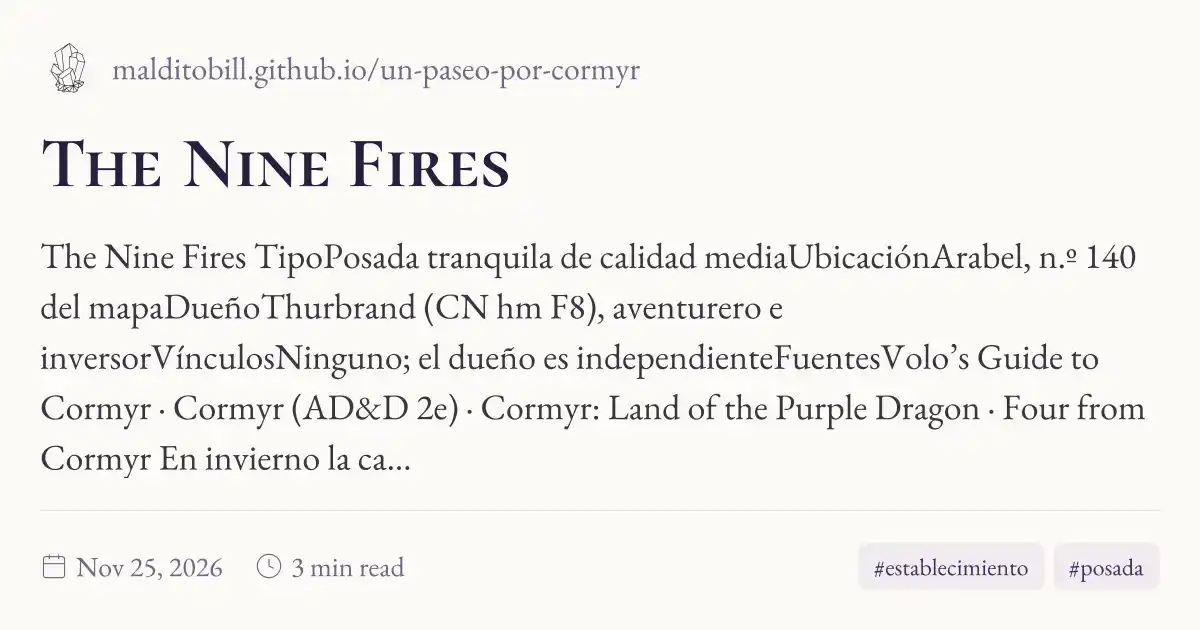 malditobill.github.io/un-paseo-por-cormyr
The Nine Fires
The Nine Fires TipoPosada tranquila de calidad mediaUbicaciónArabel, n.º 140
del mapaDueñoThurbrand (CN hm F8), aventurero e
inversorVínculosNinguno; el dueño es independienteFuentesVolo’s Guide to
Cormyr · Cormyr (AD&D 2e) · Cormyr: Land of the Purple Dragon · Four from
Cormyr En invierno la ca...
Nov 25, 2026 3 min read #establecimiento #posada